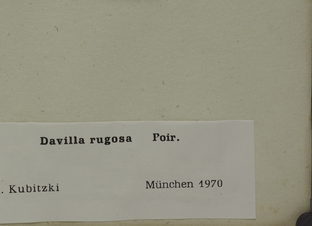 Davilla rugosa Poir.
. Kubitzki München 1970